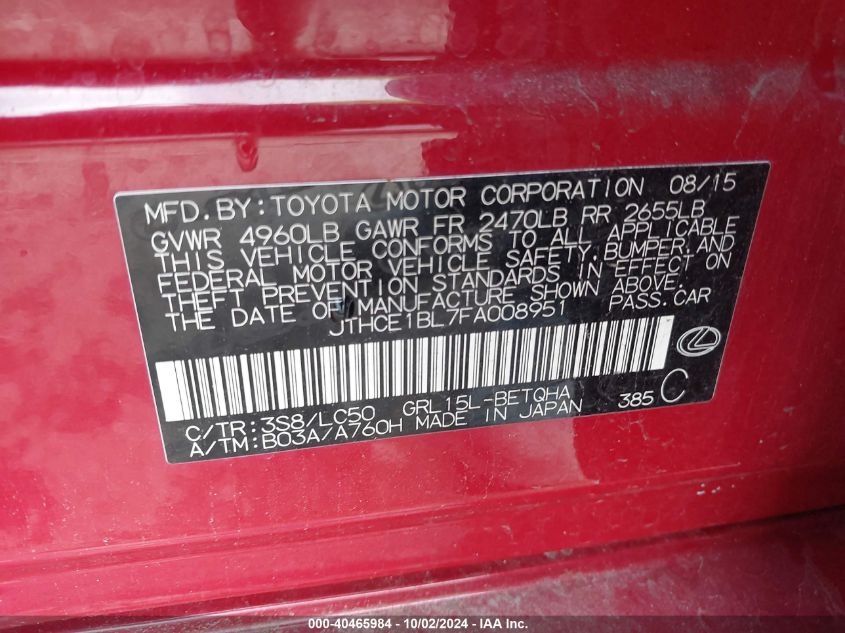 MFD.BY:TOYOTA MOTOR CORPORATION 08/15
GVWR 4960LB GAWR FR 2470LB RR 2655LB
THIS VEHICLE CONFORMS TO ALL APPLICABLE
FEDERAL MOTOR VEHICLE SAFETY,BUMPER,AND
THEFT PREVENTION STANDARDS IN EFFECT ON
THE DATE OF MANUFACTURE SHOWN ABOVE.
JTHCE1BL7FA008951 PASS.CAR
C/TR:3S8/LC50 GRL15L-BETQHA
A/TM:B03A/A760H MADE IN JAPAN 385 C
000-40465984 - 10/02/2024 - IAA Inc.